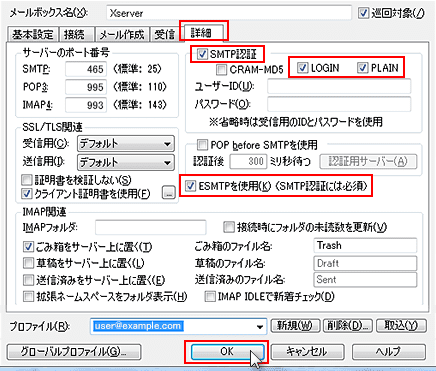 メールボックス名(X): Xserver 巡回対象(/)
基本設定 接続 メール作成 受信 詳細
サーバーのポート番号
SMTP: 465 (標準: 25)
POP3: 995 (標準: 110)
IMAP4: 993 (標準: 143)
SMTP認証
CRAM-MD5 LOGIN PLAIN
ユーザーID(U):
パスワード(O):
※省略時は受信用のIDとパスワードを使用
SSL/TLS関連
受信用(C): デフォルト
送信用(D): デフォルト
証明書を検証しない(S)
クライアント証明書を使用(F) ...
POP before SMTPを使用
認証後 300 ミリ秒待つ 認証用サーバー(A)
ESMTPを使用(K) (SMTP認証には必須)
IMAP関連
IMAPフォルダ: 接続時にフォルダの未読数を更新(V)
ごみ箱をサーバー上に置く(T) ごみ箱のファイル名: Trash
草稿をサーバー上に置く(L) 草稿のファイル名: Draft
送信済みをサーバー上に置く(E) 送信済みのファイル名: Sent
拡張ネームスペースをフォルダ表示(H) IMAP IDLEで新着チェック(D)
プロファイル(R): user@example.com 新規(W) 削除(D)... 取込(Y)
グローバルプロファイル(G)... OK キャンセル ヘルプ